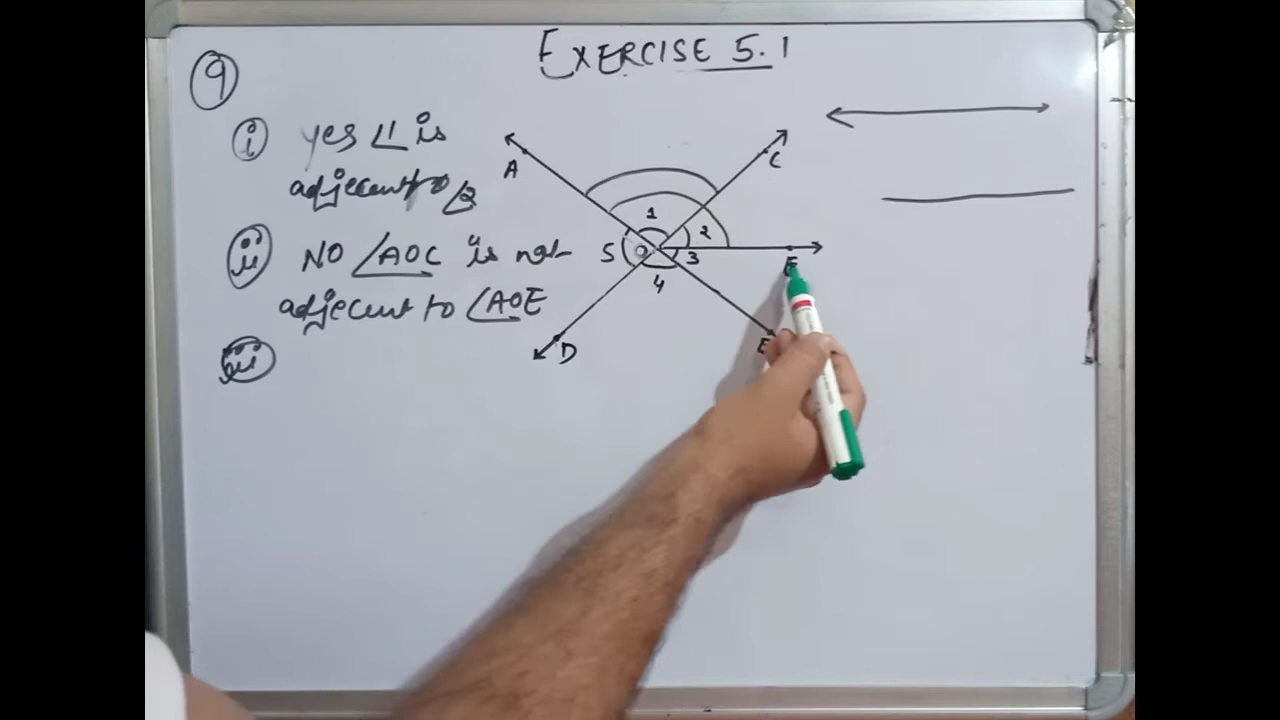 EXERCISE 5.1
9
i yes ∠1 is
adjecent to ∠2
ii NO ∠AOC is not
adjecent to ∠AOE
iii
A
C
1
2
5
O
3
E
4
D